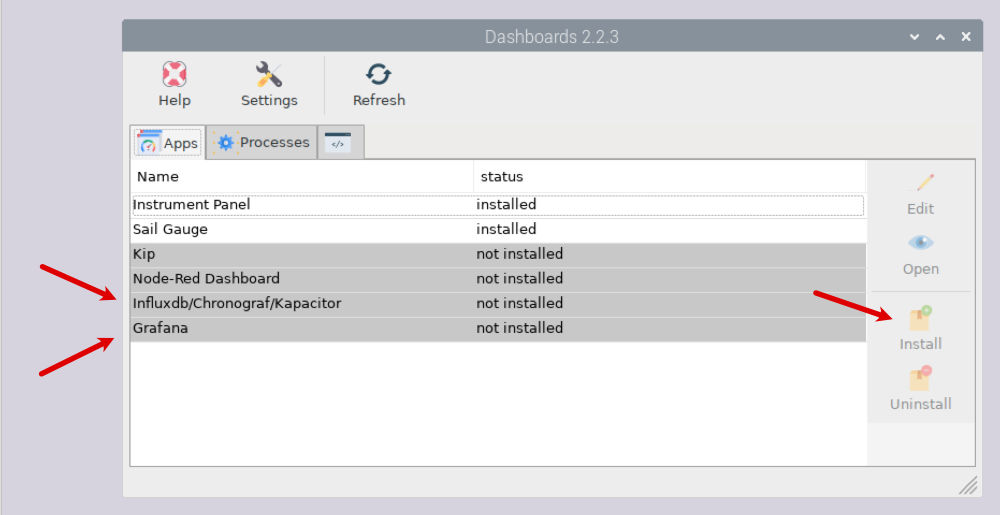 Dashboards 2.2.3
Help Settings Refresh
Apps Processes </>
Name status
Instrument Panel installed
Sail Gauge installed
Kip not installed
Node-Red Dashboard not installed
Influxdb/Chronograf/Kapacitor not installed
Grafana not installed
Edit
Open
Install
Uninstall